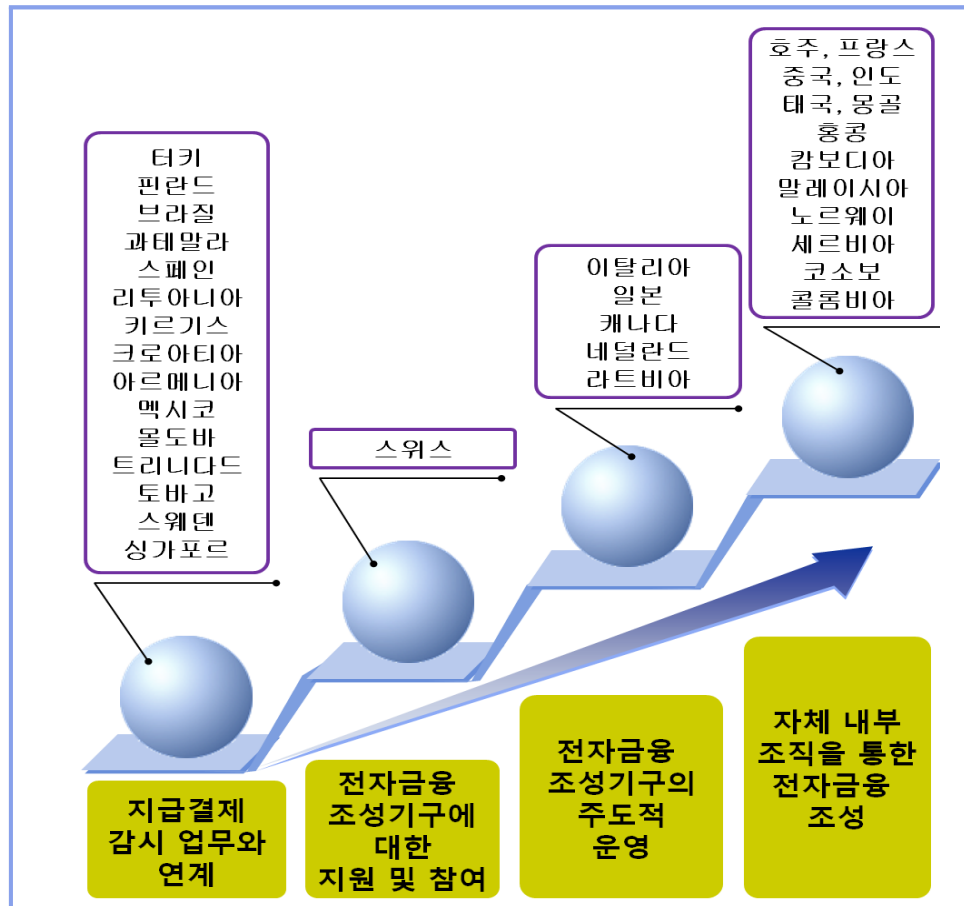 터키
핀란드
브라질
과테말라
스페인
리투아니아
키르기스
크로아티아
아르메니아
멕시코
몰도바
트리니다드
토바고
스웨덴
싱가포르
스위스
이탈리아
일본
캐나다
네덜란드
라트비아
호주, 프랑스
중국, 인도
태국, 몽골
홍콩
캄보디아
말레이시아
노르웨이
세르비아
코소보
콜롬비아
지급결제
감시 업무와
연계
전자금융
조성기구에
대한
지원 및 참여
전자금융
조성기구의
주도적
운영
자체 내부
조직을 통한
전자금융
조성